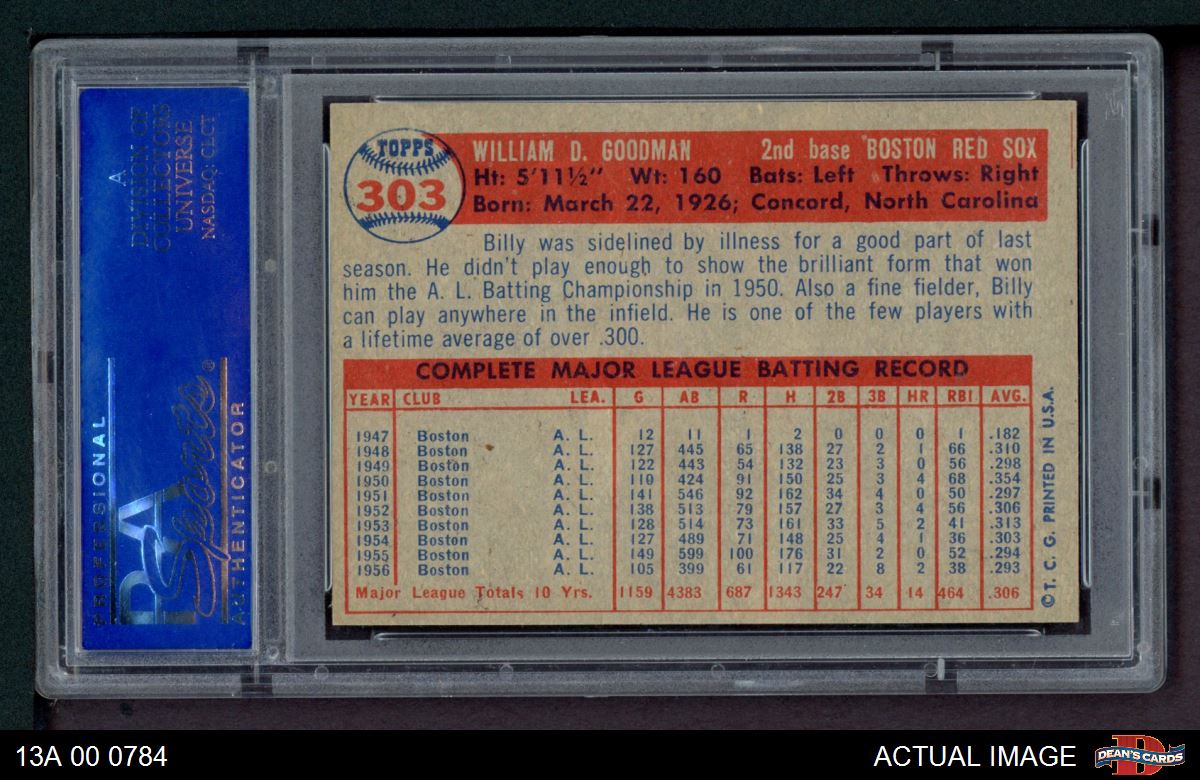 A
DIVISION OF
COLLECTORS
UNIVERSE
NASDAQ: CLCT
PROFESSIONAL
PSA
Sports
®
AUTHENTICATOR
TOPPS
303
WILLIAM D. GOODMAN 2nd base BOSTON RED SOX
Ht: 5'11½" Wt: 160 Bats: Left Throws: Right
Born: March 22, 1926; Concord, North Carolina
Billy was sidelined by illness for a good part of last
season. He didn't play enough to show the brilliant form that won
him the A. L. Batting Championship in 1950. Also a fine fielder, Billy
can play anywhere in the infield. He is one of the few players with
a lifetime average of over .300.
COMPLETE MAJOR LEAGUE BATTING RECORD
YEAR CLUB LEA. G AB R H 2B 3B HR RBI AVG.
1947 Boston A. L. 12 11 1 2 0 0 0 1 .182
1948 Boston A. L. 127 445 65 138 27 2 1 66 .310
1949 Boston A. L. 122 443 54 132 23 3 0 56 .298
1950 Boston A. L. 110 424 91 150 25 3 4 68 .354
1951 Boston A. L. 141 546 92 162 34 4 0 50 .297
1952 Boston A. L. 138 513 79 157 27 3 4 56 .306
1953 Boston A. L. 128 514 73 161 33 5 2 41 .313
1954 Boston A. L. 127 489 71 148 25 4 1 36 .303
1955 Boston A. L. 149 599 100 176 31 2 0 52 .294
1956 Boston A. L. 105 399 61 117 22 8 2 38 .293
Major League Totals 10 Yrs. 1159 4383 687 1343 247 34 14 464 .306
© T. C. G. PRINTED IN U.S.A.
13A 00 0784
ACTUAL IMAGE
D
DEAN'S CARDS